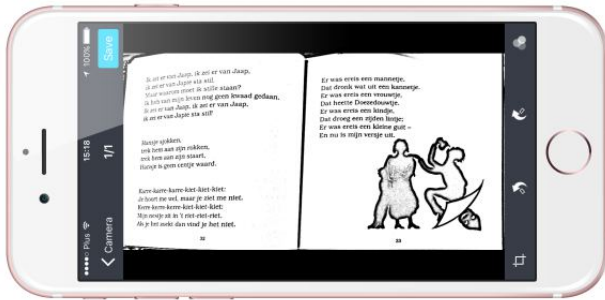 ●●●●○ Plus
15:18
100%
Camera
1/1
Save
Ik zei er van Jaap, ik zei er van Jaap,
ik zei er van Japie sta stil.
Maar waarom moet ik stille staan?
Ik heb van mijn leven nog geen kwaad gedaan,
ik zei er van Jaap, ik zei er van Jaap,
ik zei er van Japie sta stil!
Hansje sjokken,
trek hem aan zijn rokken,
trek hem aan zijn staart,
Hansje is geen centje waard.
Karre-karre-karre-kiet-kiet-kiet:
Je hoort me wel, maar je ziet me niet.
Karre-karre-karre-kiet-kiet-kiet:
Mijn nestje zit in 't riet-riet-riet.
Als je het zoekt dan vind je het niet.
32
Er was ereis een mannetje,
Dat dronk wat uit een kannetje.
Er was ereis een vrouwtje,
Dat heette Doezedouwtje.
Er was ereis een kindje,
Dat droeg een zijden lintje;
Er was ereis een kleine guit –
En nu is mijn versje uit.
33